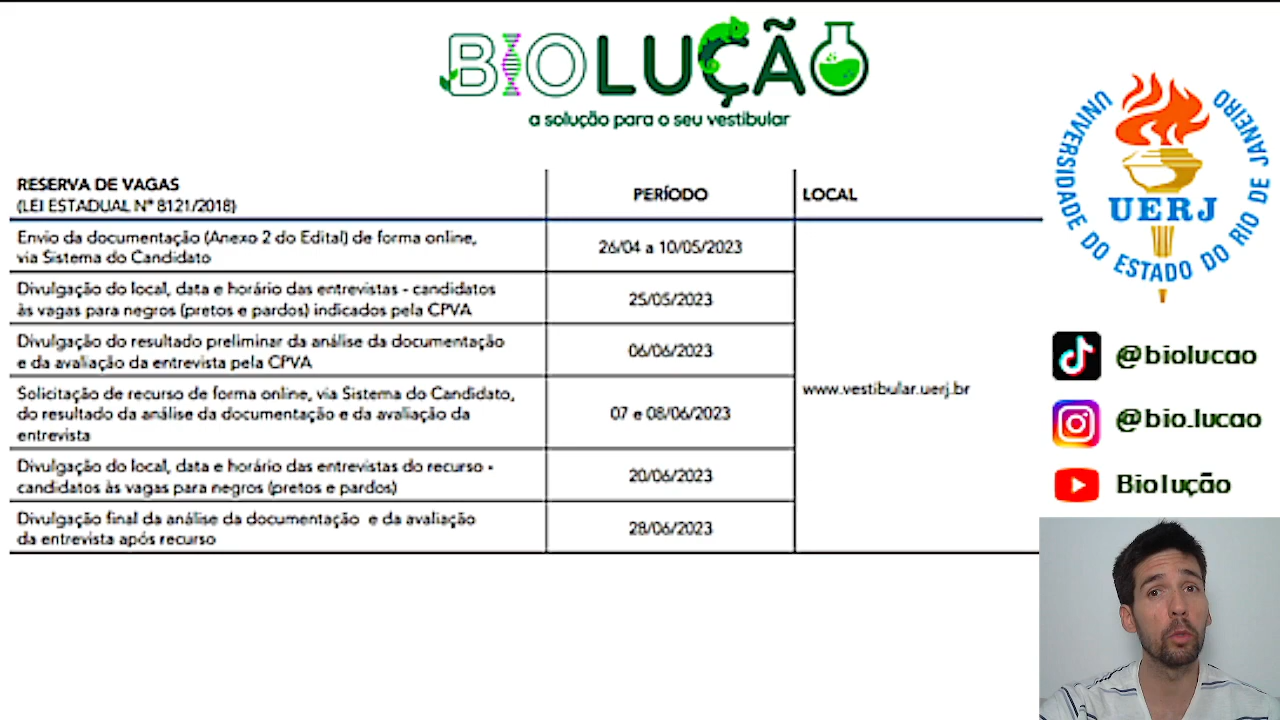 BIOLUÇÃO
a solução para o seu vestibular
UNIVERSIDADE DO ESTADO DO RIO DE JANEIRO
UERJ
RESERVA DE VAGAS
(LEI ESTADUAL Nº 8121/2018)
PERÍODO
LOCAL
Envio da documentação (Anexo 2 do Edital) de forma online,
via Sistema do Candidato
26/04 a 10/05/2023
Divulgação do local, data e horário das entrevistas - candidatos
às vagas para negros (pretos e pardos) indicados pela CPVA
25/05/2023
Divulgação do resultado preliminar da análise da documentação
e da avaliação da entrevista pela CPVA
06/06/2023
Solicitação de recurso de forma online, via Sistema do Candidato,
do resultado da análise da documentação e da avaliação da
entrevista
07 e 08/06/2023
Divulgação do local, data e horário das entrevistas do recurso -
candidatos às vagas para negros (pretos e pardos)
20/06/2023
Divulgação final da análise da documentação e da avaliação
da entrevista após recurso
28/06/2023
www.vestibular.uerj.br
@biolucao
@bio.lucao
Biolução